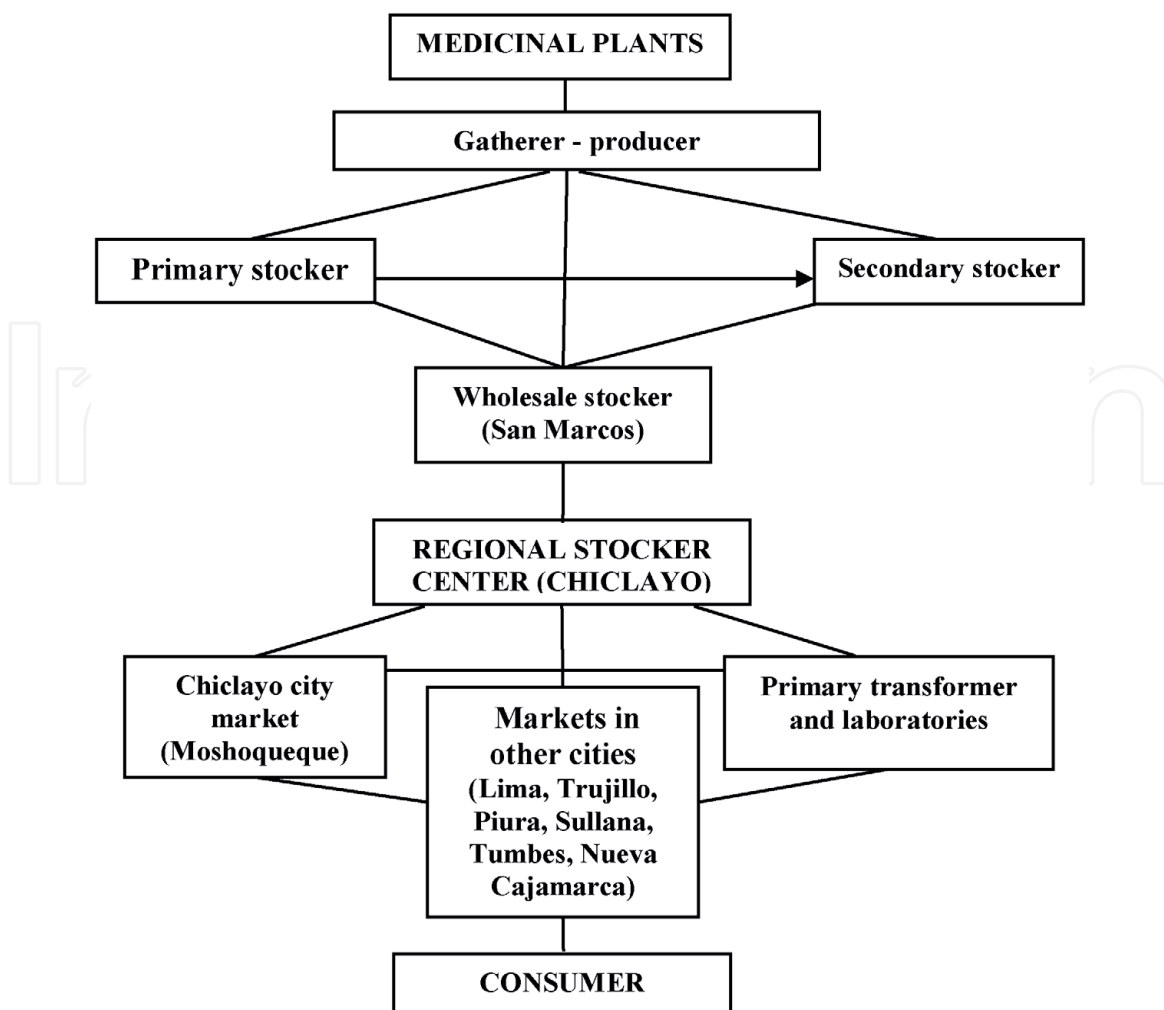 MEDICINAL PLANTS
Gatherer - producer
Primary stocker
Secondary stocker
Wholesale stocker
(San Marcos)
REGIONAL STOCKER
CENTER (CHICLAYO)
Chiclayo city
market
(Moshoqueque)
Markets in
other cities
(Lima, Trujillo,
Piura, Sullana,
Tumbes, Nueva
Cajamarca)
Primary transformer
and laboratories
CONSUMER